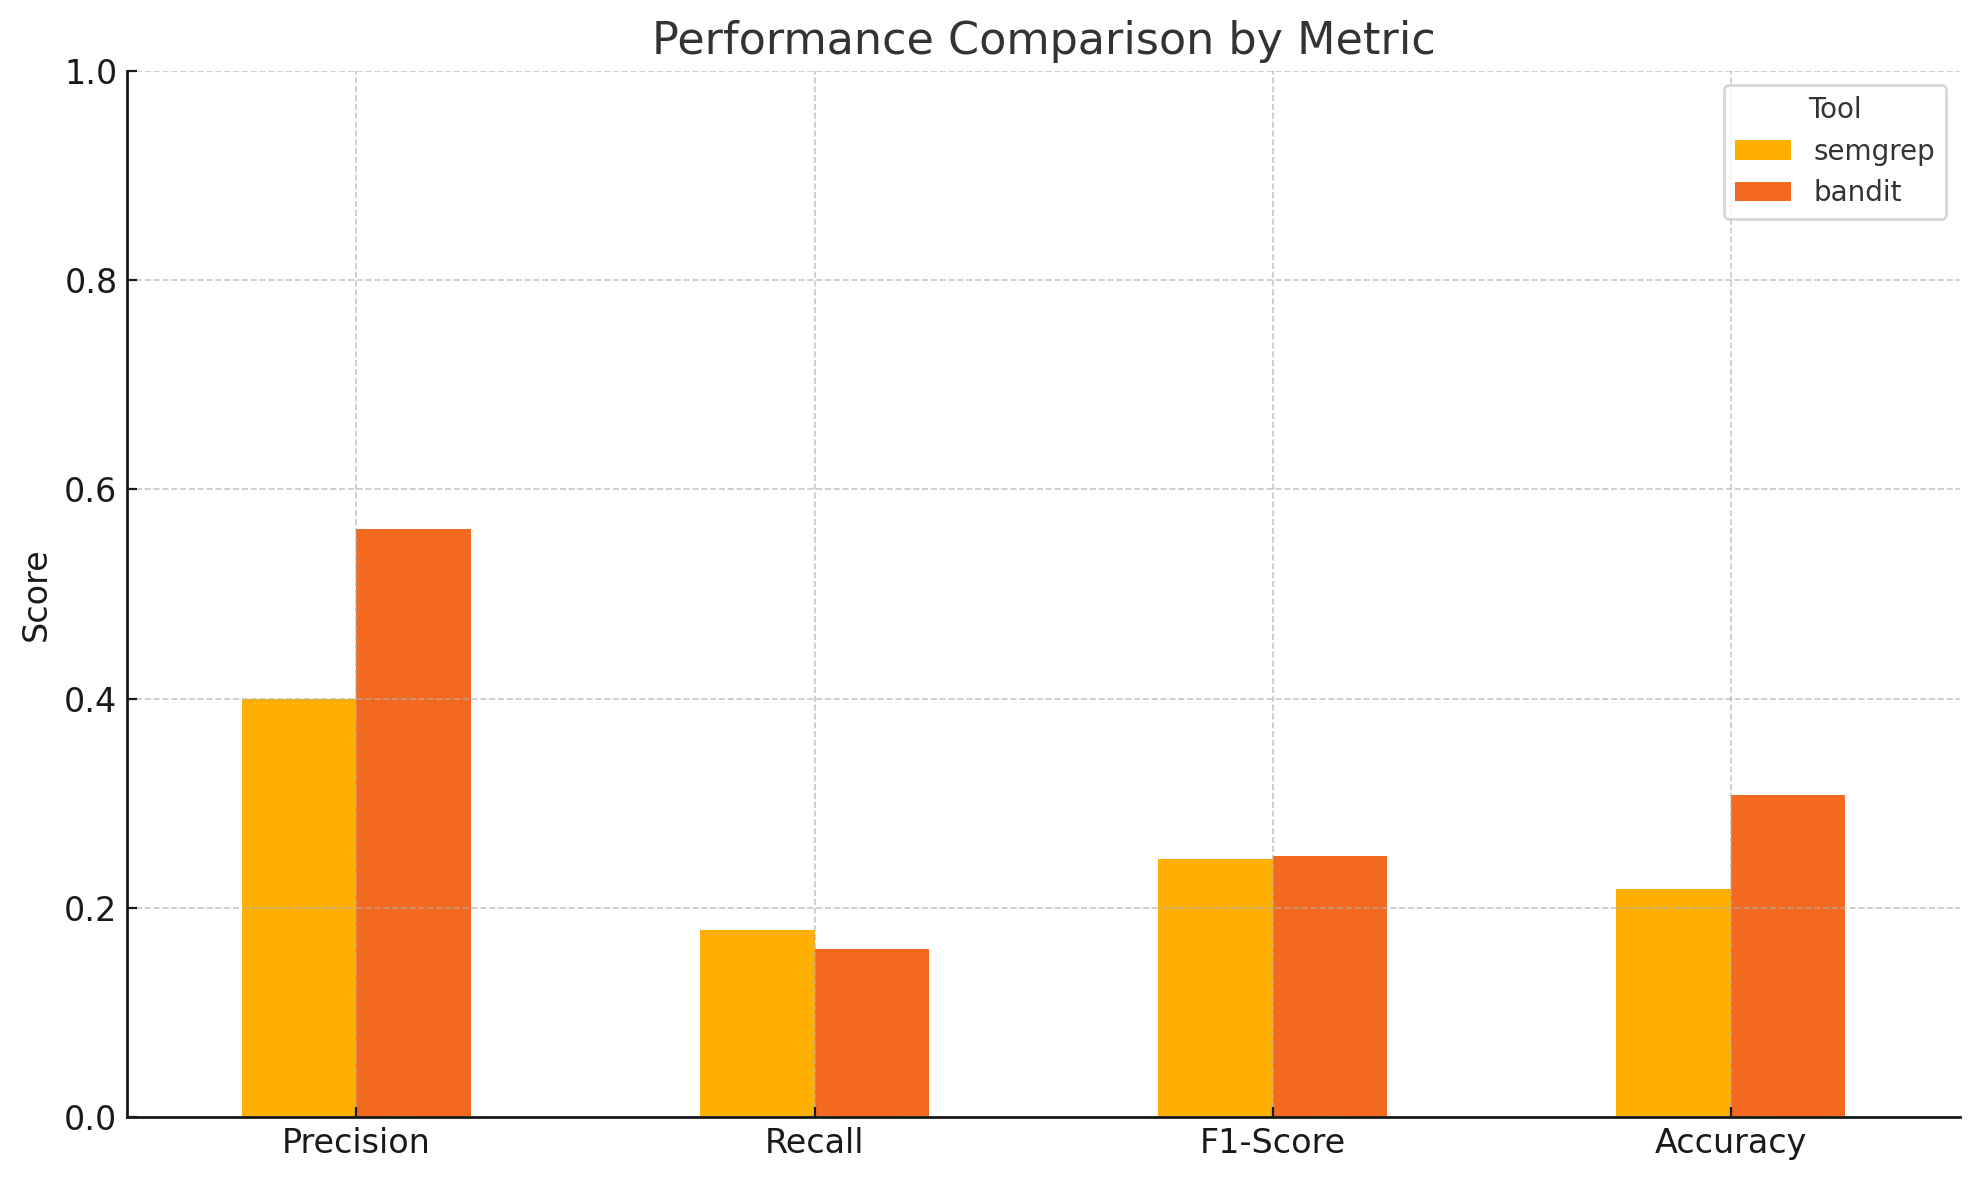 Performance Comparison by Metric
1.0
0.8
0.6
0.4
0.2
0.0
Score
Tool
semgrep
bandit
Precision
Recall
F1-Score
Accuracy